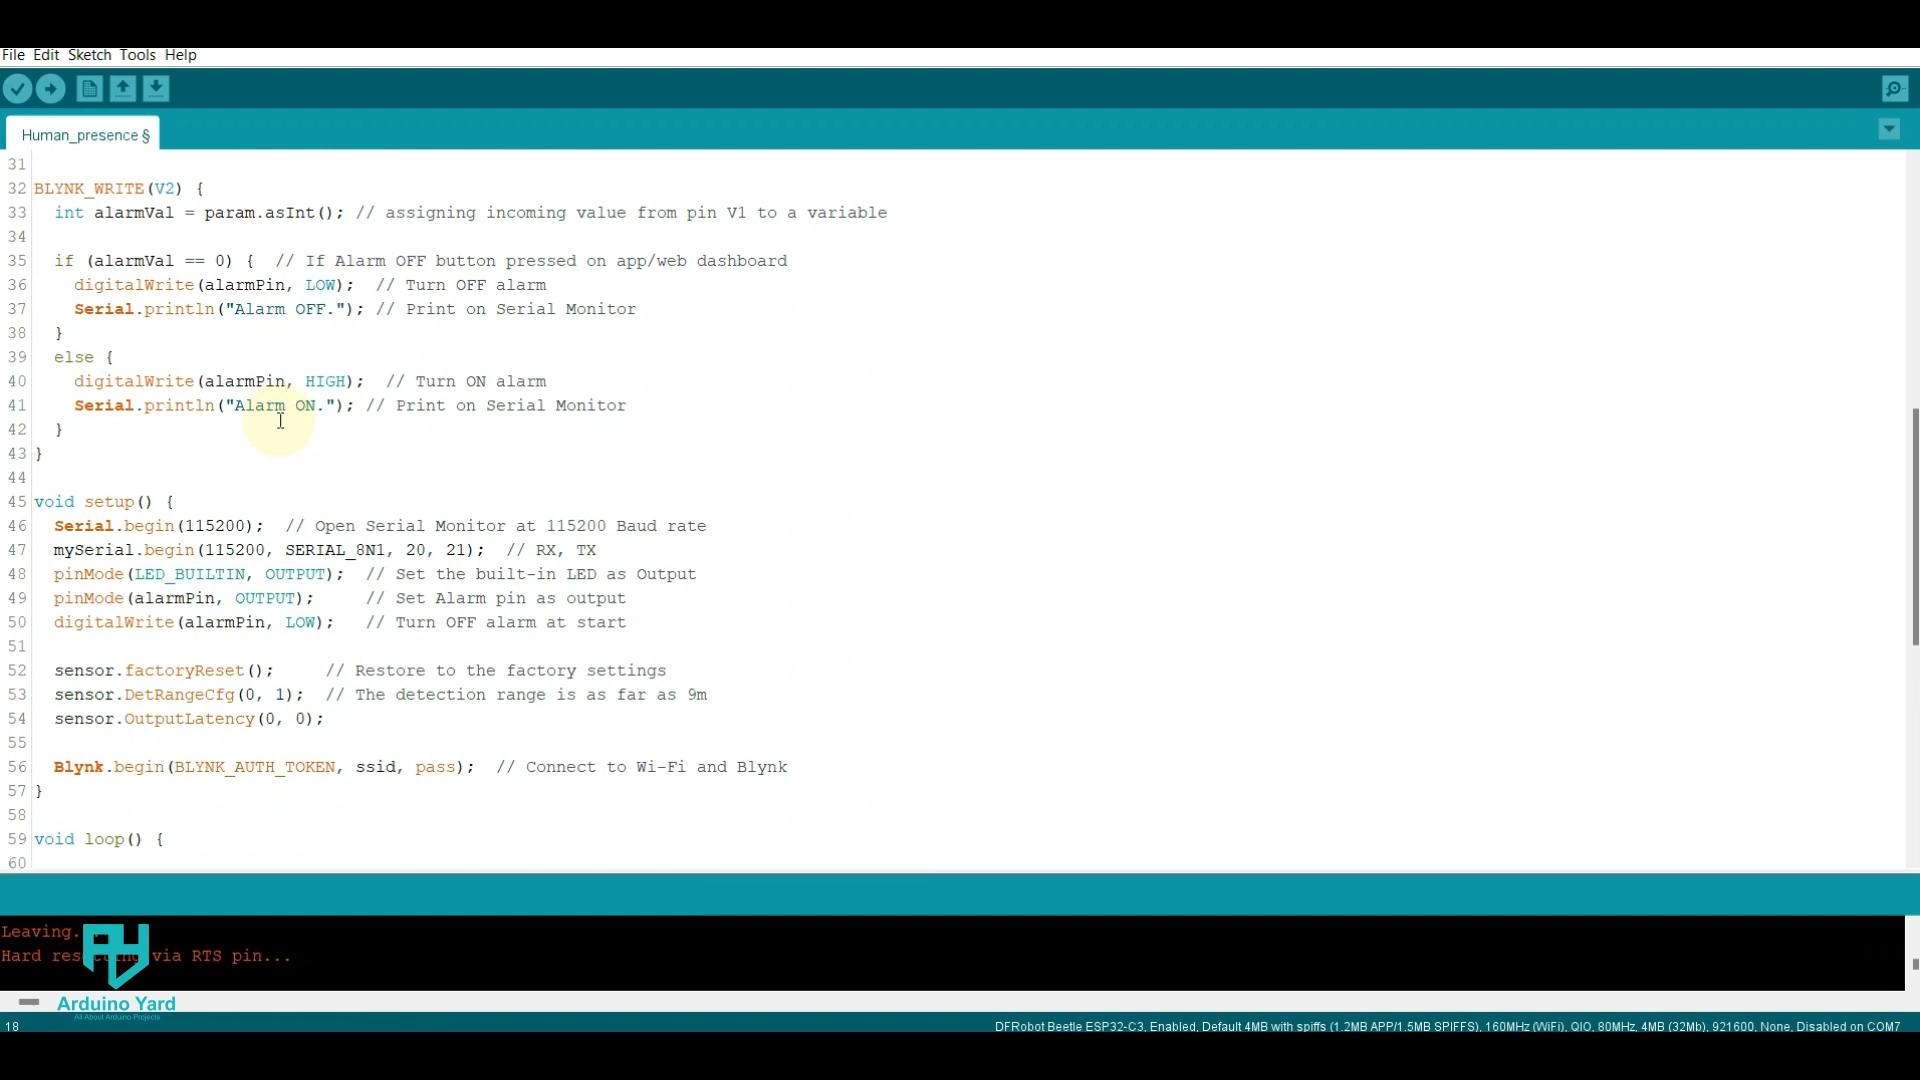 File Edit Sketch Tools Help
Human_presence §
31
32 BLYNK_WRITE(V2) {
33   int alarmVal = param.asInt(); // assigning incoming value from pin V1 to a variable
34
35   if (alarmVal == 0) {  // If Alarm OFF button pressed on app/web dashboard
36     digitalWrite(alarmPin, LOW);  // Turn OFF alarm
37     Serial.println("Alarm OFF."); // Print on Serial Monitor
38   }
39   else {
40     digitalWrite(alarmPin, HIGH);  // Turn ON alarm
41     Serial.println("Alarm ON."); // Print on Serial Monitor
42   }
43 }
44
45 void setup() {
46   Serial.begin(115200);  // Open Serial Monitor at 115200 Baud rate
47   mySerial.begin(115200, SERIAL_8N1, 20, 21);  // RX, TX
48   pinMode(LED_BUILTIN, OUTPUT);  // Set the built-in LED as Output
49   pinMode(alarmPin, OUTPUT);     // Set Alarm pin as output
50   digitalWrite(alarmPin, LOW);   // Turn OFF alarm at start
51
52   sensor.factoryReset();     // Restore to the factory settings
53   sensor.DetRangeCfg(0, 1);  // The detection range is as far as 9m
54   sensor.OutputLatency(0, 0);
55
56   Blynk.begin(BLYNK_AUTH_TOKEN, ssid, pass);  // Connect to Wi-Fi and Blynk
57 }
58
59 void loop() {
60
Leaving.
Hard via RTS pin...
Arduino Yard
All About Arduino Projects
18
DFRobot Beetle ESP32-C3, Enabled, Default 4MB with spiffs (1.2MB APP/1.5MB SPIFFS), 160MHz (WiFi), QIO, 80MHz, 4MB (32Mb), 921600, None, Disabled on COM7